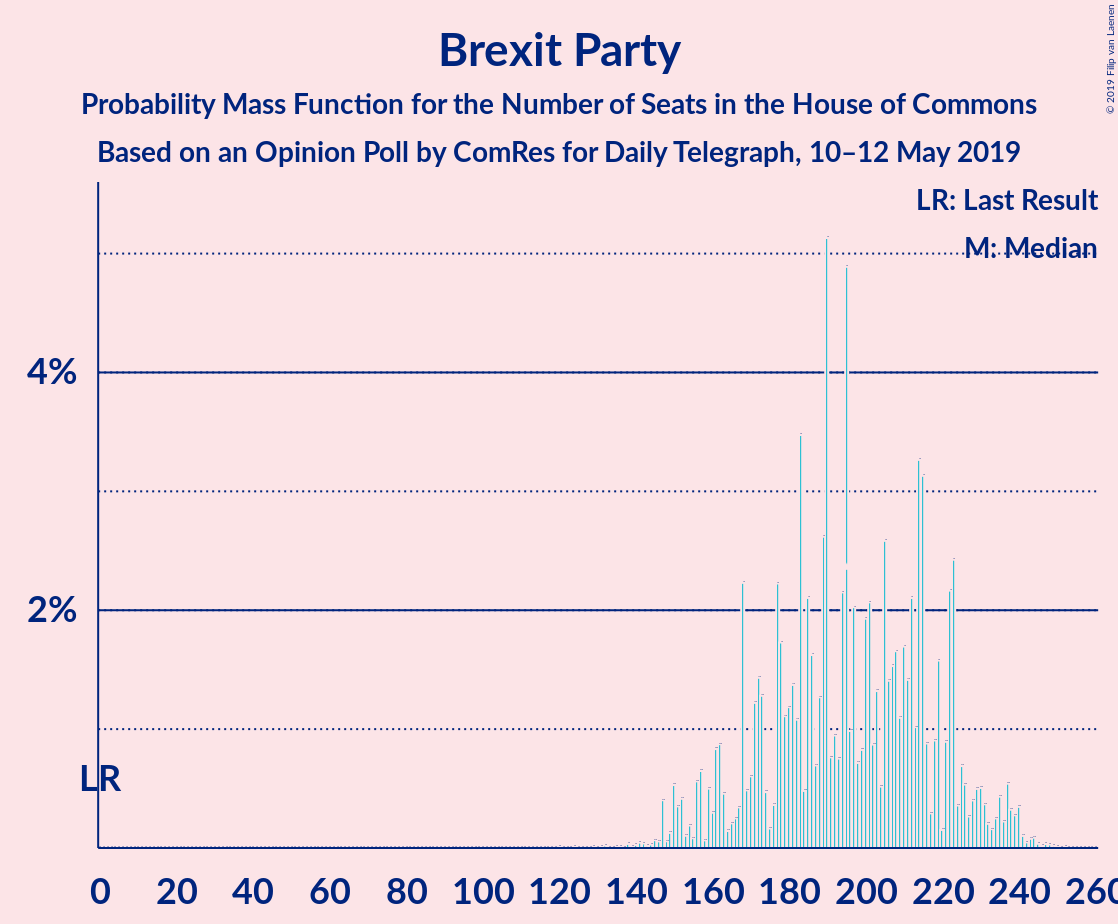 Brexit Party
Probability Mass Function for the Number of Seats in the House of Commons
Based on an Opinion Poll by ComRes for Daily Telegraph, 10–12 May 2019
© 2019 Filip van Laenen
LR: Last Result
M: Median
4%
2%
LR
0 20 40 60 80 100 120 140 160 180 200 220 240 260